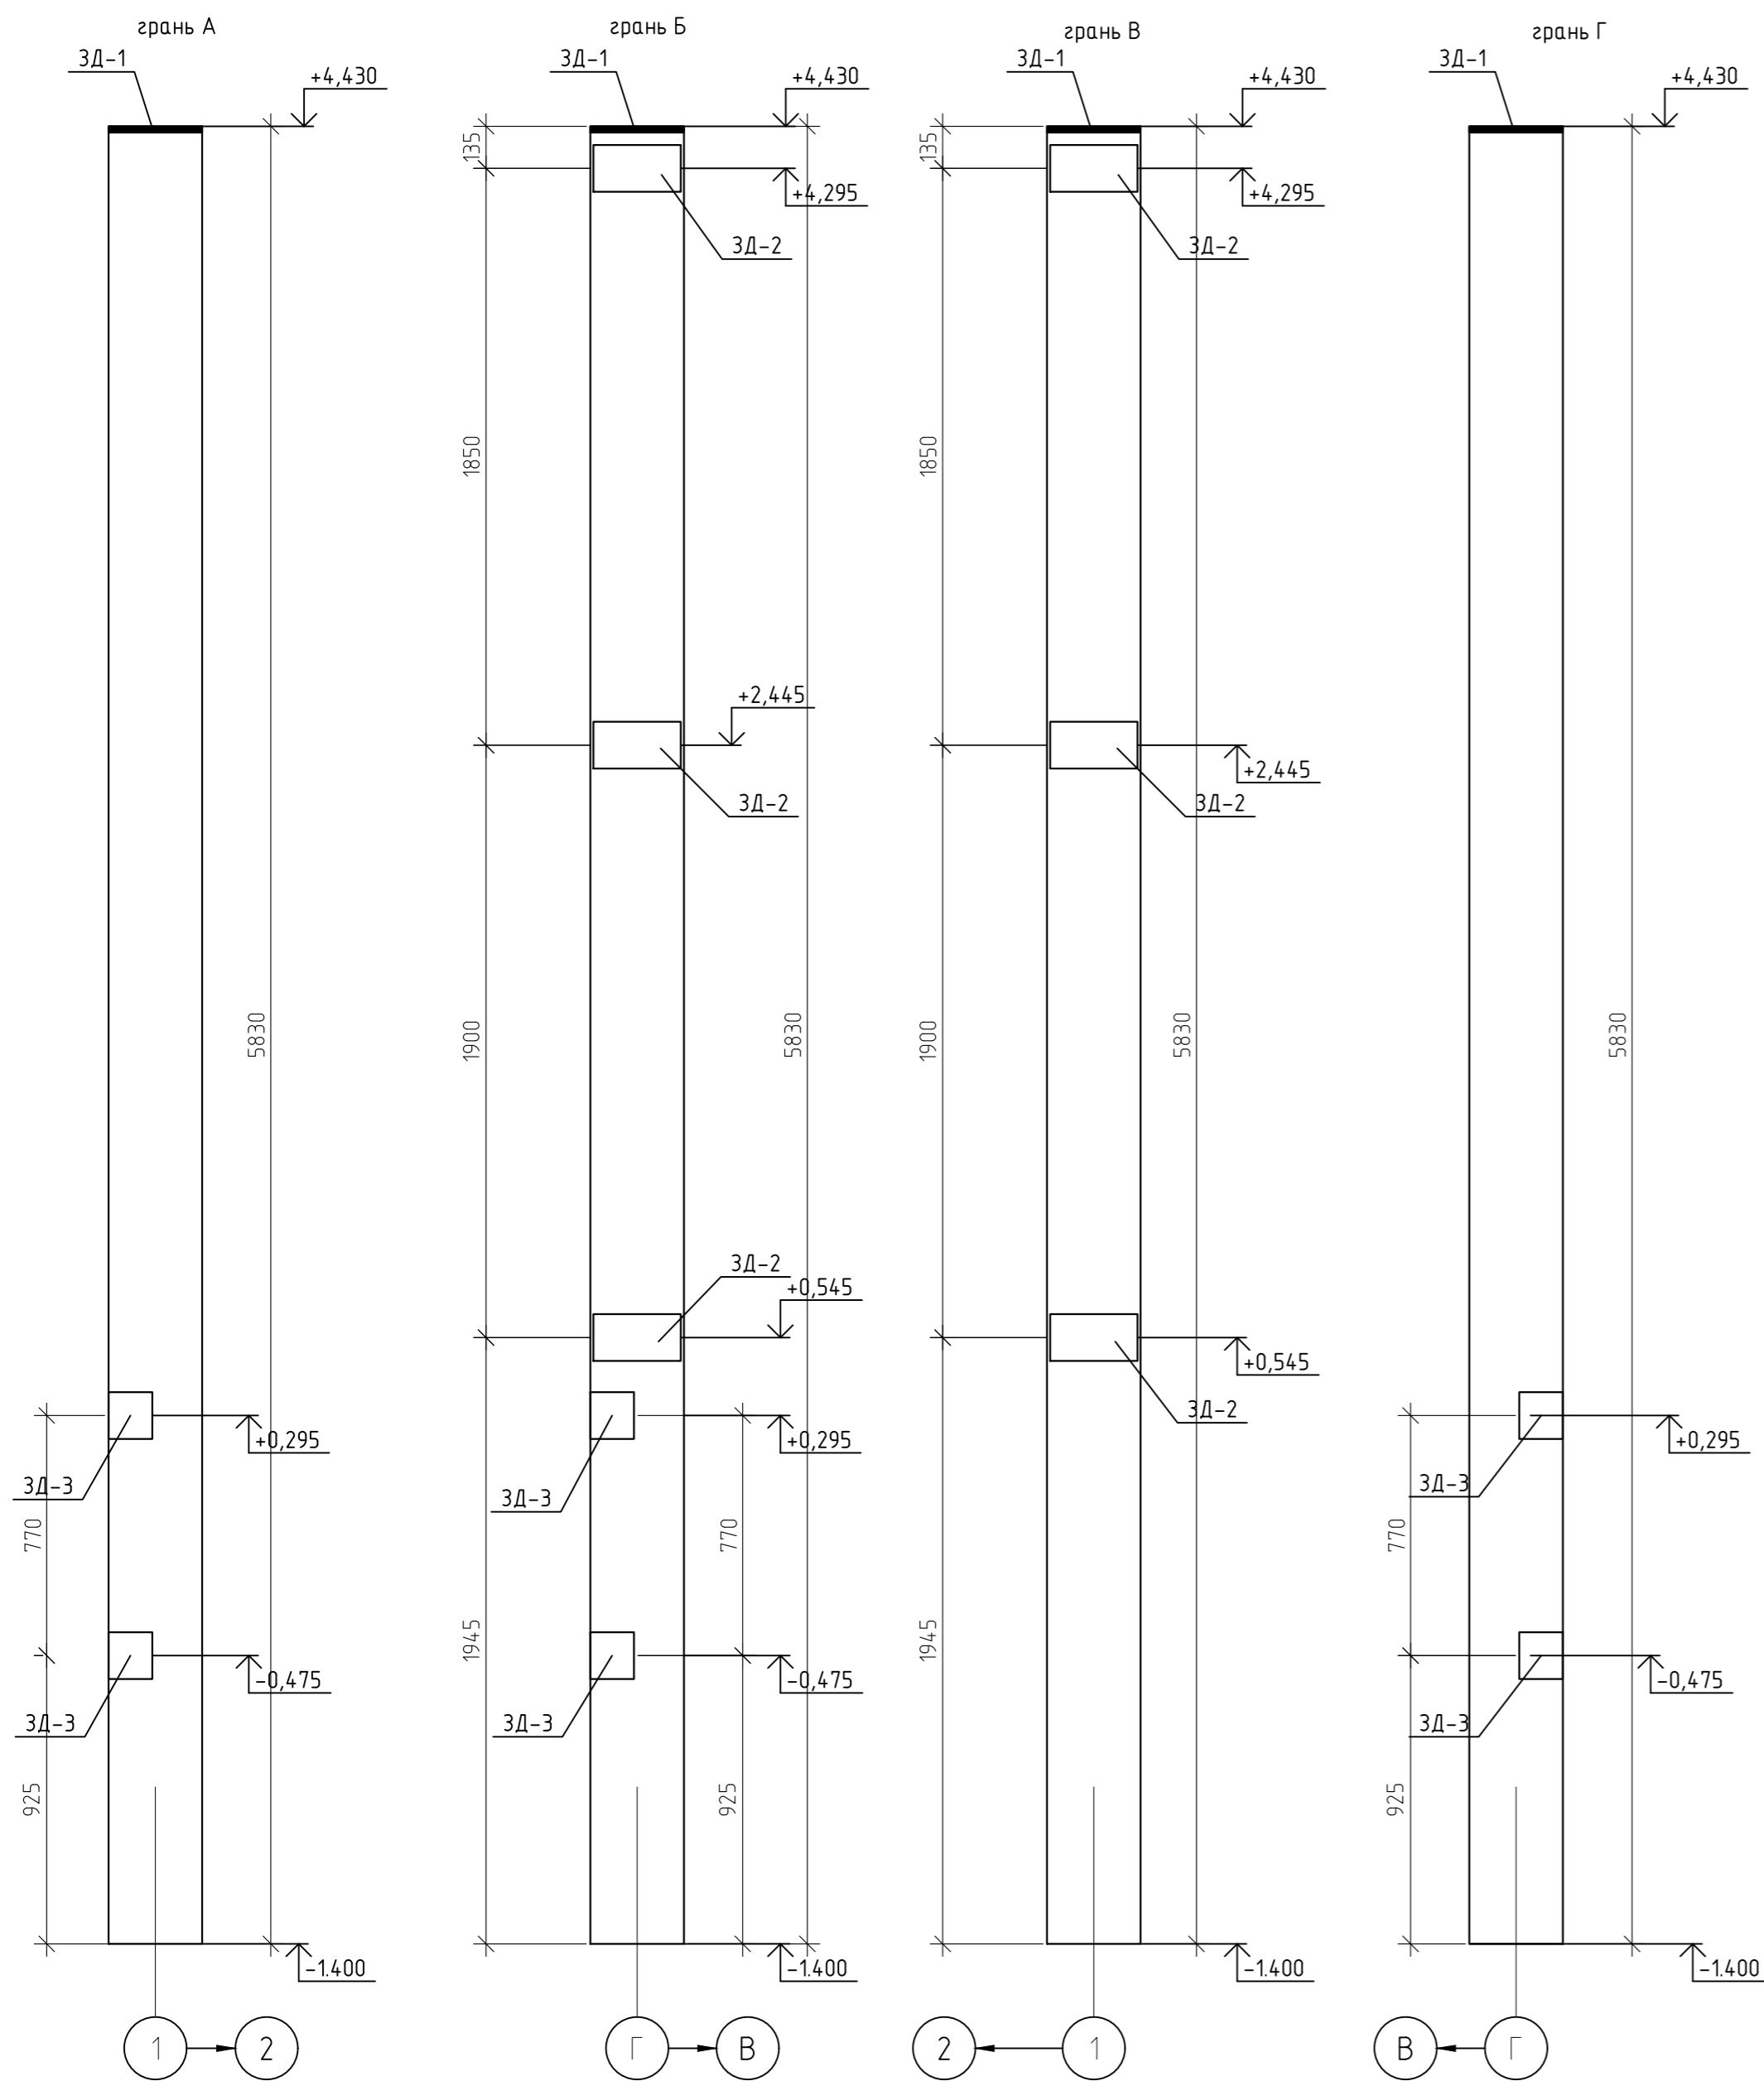 грань А
ЗД-1
+4,430
5830
+0,295
ЗД-3
770
-0,475
ЗД-3
925
-1.400
1
2
грань Б
ЗД-1
+4,430
135
+4,295
ЗД-2
1850
+2,445
ЗД-2
1900
5830
ЗД-2
+0,545
+0,295
ЗД-3
770
1945
-0,475
ЗД-3
925
-1.400
Г
В
грань В
ЗД-1
+4,430
135
+4,295
ЗД-2
1850
+2,445
ЗД-2
1900
5830
+0,545
ЗД-2
1945
-1.400
2
1
грань Г
ЗД-1
+4,430
5830
+0,295
ЗД-3
770
-0,475
ЗД-3
925
-1.400
В
Г